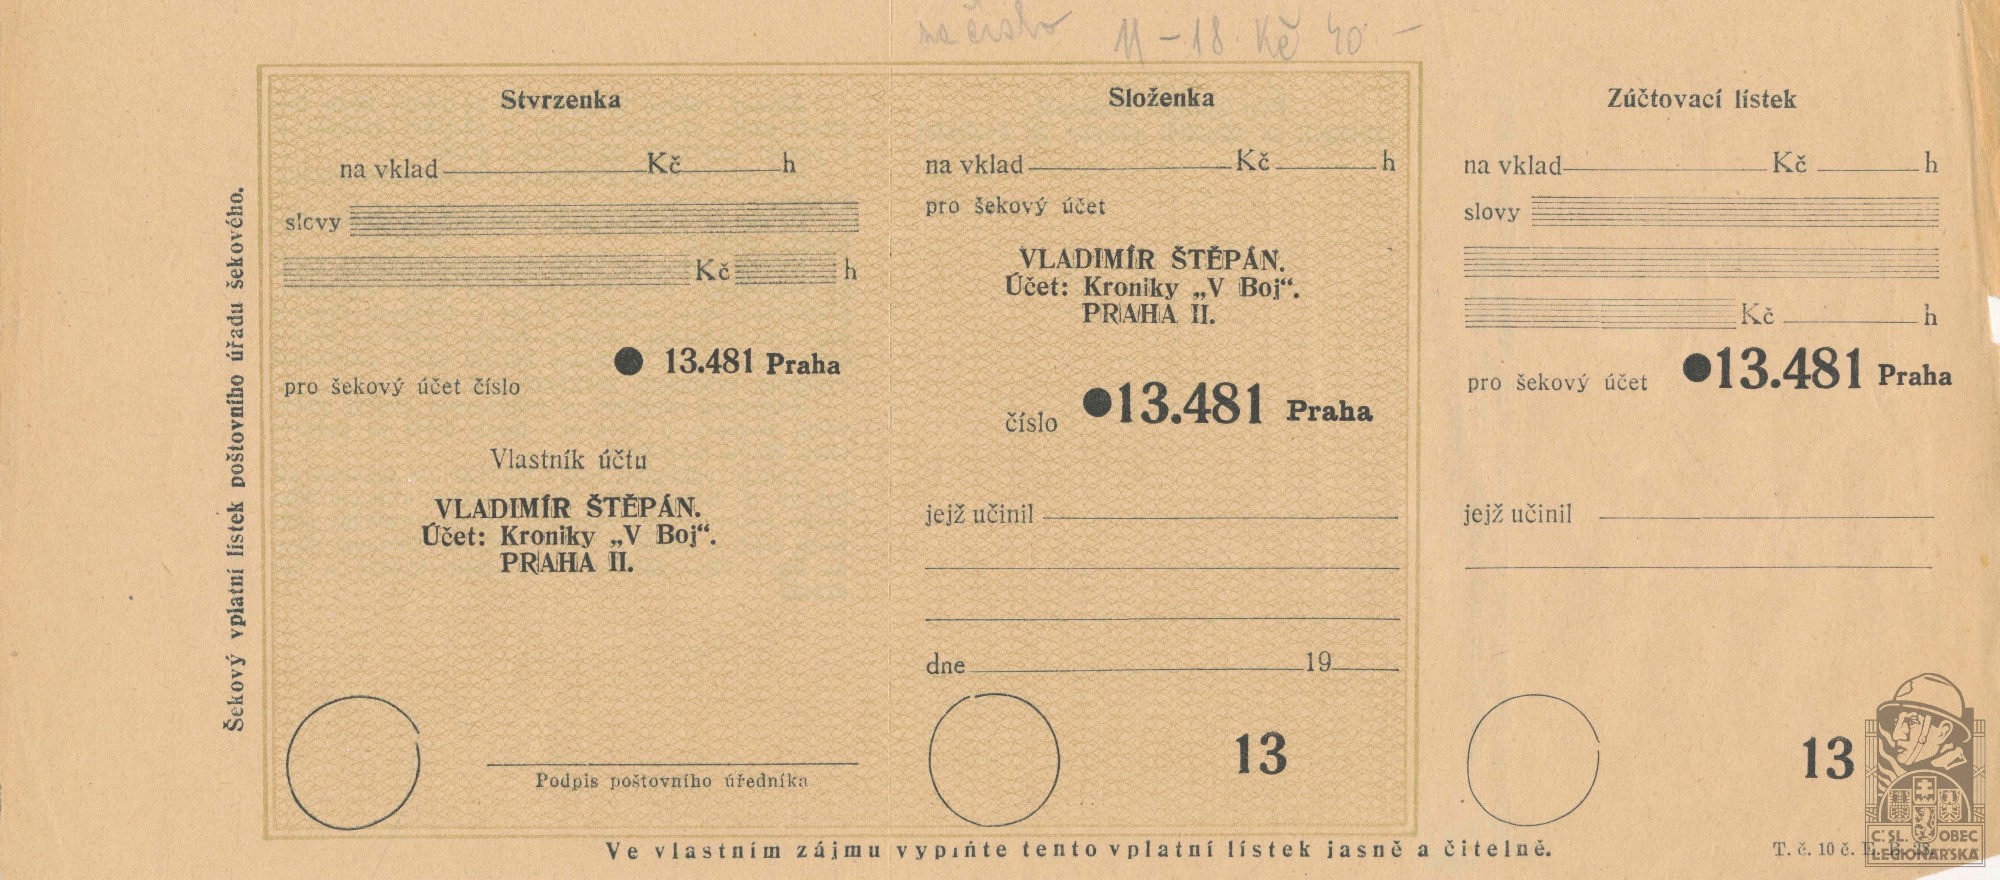 na číslo 11 – 18 Kč 40 –
Šekový vplatní lístek poštovního úřadu šekového.
Stvrzenka
na vklad Kč h
slovy
Kč h
pro šekový účet číslo 13.481 Praha
Vlastník účtu
VLADIMÍR ŠTĚPÁN.
Účet: Kroniky „V Boj“.
PRAHA II.
Podpis poštovního úředníka
Složenka
na vklad Kč h
pro šekový účet
VLADIMÍR ŠTĚPÁN.
Účet: Kroniky „V Boj“.
PRAHA II.
číslo 13.481 Praha
jejž učinil
dne 19
13
Zúčtovací lístek
na vklad Kč h
slovy
Kč h
pro šekový účet 13.481 Praha
jejž učinil
13
Ve vlastním zájmu vyplňte tento vplatní lístek jasně a čitelně.
T. č. 10 č.
ČSL. OBEC
LEGIONÁŘSKÁ